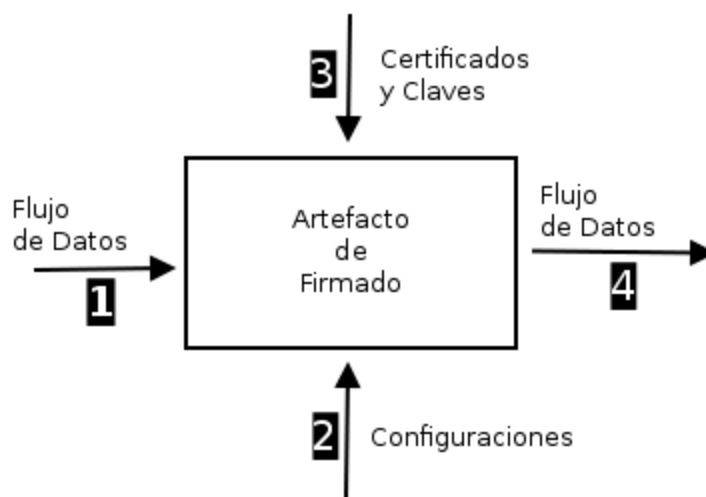 3
Certificados
y Claves
Flujo
de Datos
1
Artefacto
de
Firmado
Flujo
de Datos
4
2
Configuraciones